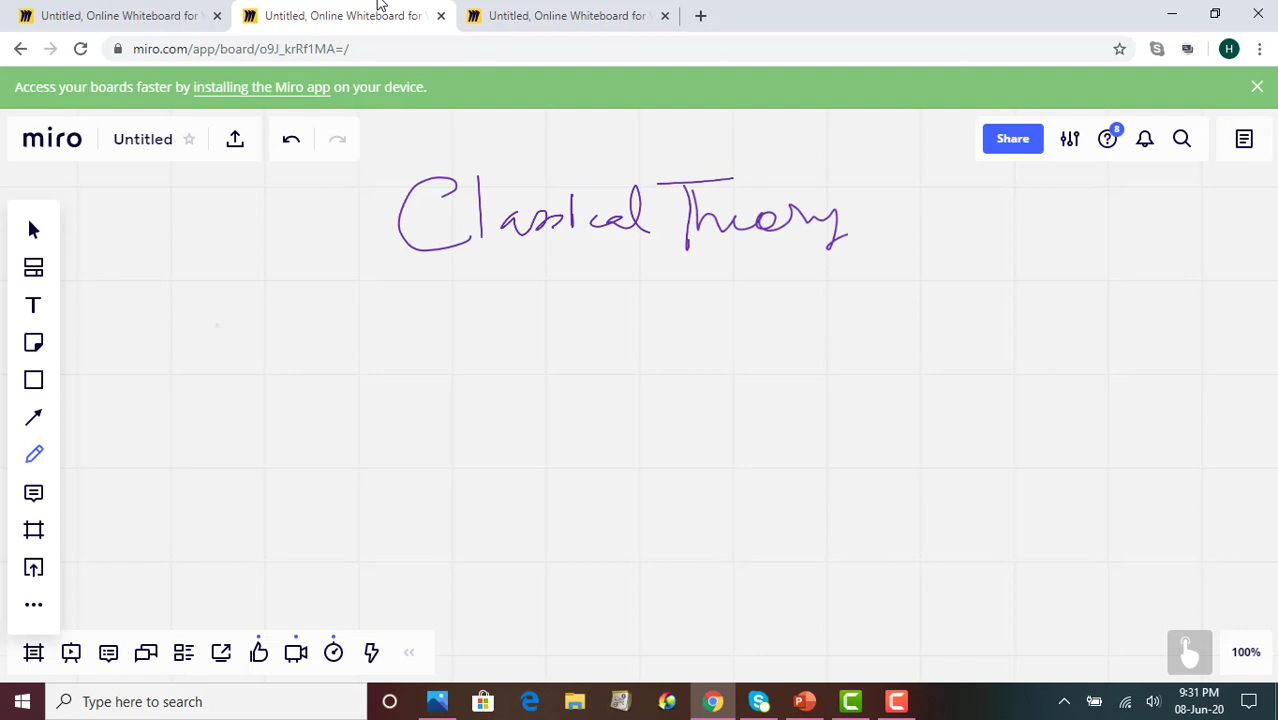 Untitled, Online Whiteboard for Untitled, Online Whiteboard for Untitled, Online Whiteboard for
miro.com/app/board/o9J_krRf1MA=/ H
Access your boards faster by installing the Miro app on your device.
miro Untitled Share 8
Classical Theory
T
100%
Type here to search 9:31 PM
08-Jun-20